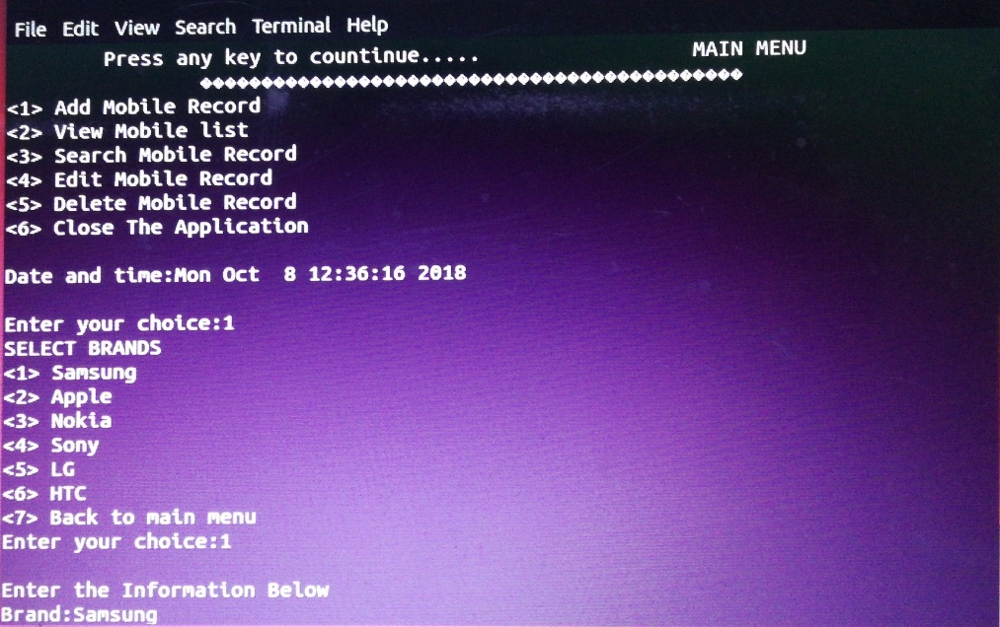 File Edit View Search Terminal Help
Press any key to countinue..... MAIN MENU
��������������������������������������������
<1> Add Mobile Record
<2> View Mobile list
<3> Search Mobile Record
<4> Edit Mobile Record
<5> Delete Mobile Record
<6> Close The Application
Date and time:Mon Oct  8 12:36:16 2018
Enter your choice:1
SELECT BRANDS
<1> Samsung
<2> Apple
<3> Nokia
<4> Sony
<5> LG
<6> HTC
<7> Back to main menu
Enter your choice:1
Enter the Information Below
Brand:Samsung